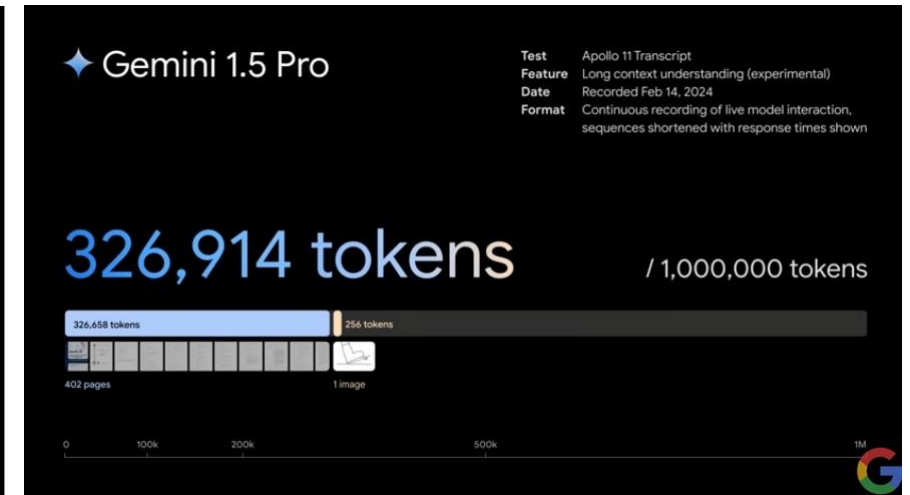 Gemini 1.5 Pro
Test Apollo 11 Transcript
Feature Long context understanding (experimental)
Date Recorded Feb 14, 2024
Format Continuous recording of live model interaction,
sequences shortened with response times shown
326,914 tokens / 1,000,000 tokens
326,658 tokens 256 tokens
402 pages 1 image
0 100k 200k 500k 1M